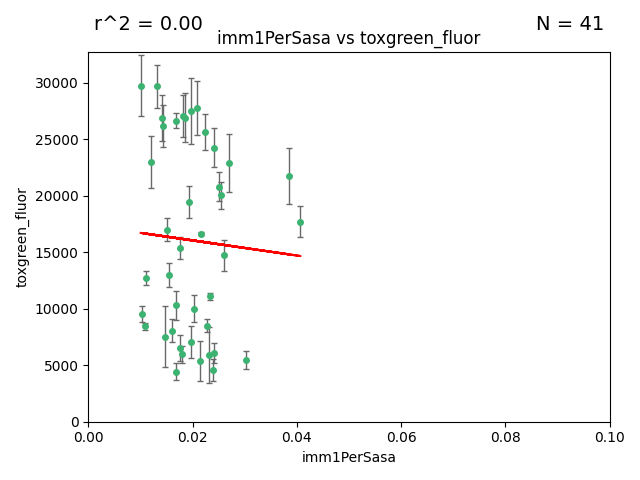 r^2 = 0.00
N = 41
imm1PerSasa vs toxgreen_fluor
toxgreen_fluor
30000
25000
20000
15000
10000
5000
0
0.00
0.02
0.04
0.06
0.08
0.10
imm1PerSasa